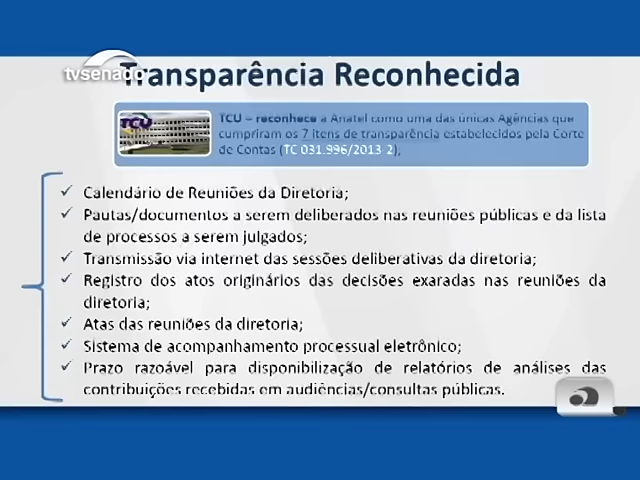 tvsenado
Transparência Reconhecida
TCU
TCU – reconhece a Anatel como uma das únicas Agências que
cumpriram os 7 itens de transparência estabelecidos pela Corte
de Contas (TC 031.996/2013-2);
✓ Calendário de Reuniões da Diretoria;
✓ Pautas/documentos a serem deliberados nas reuniões públicas e da lista
de processos a serem julgados;
✓ Transmissão via internet das sessões deliberativas da diretoria;
✓ Registro dos atos originários das decisões exaradas nas reuniões da
diretoria;
✓ Atas das reuniões da diretoria;
✓ Sistema de acompanhamento processual eletrônico;
✓ Prazo razoável para disponibilização de relatórios de análises das
contribuições recebidas em audiências/consultas públicas.